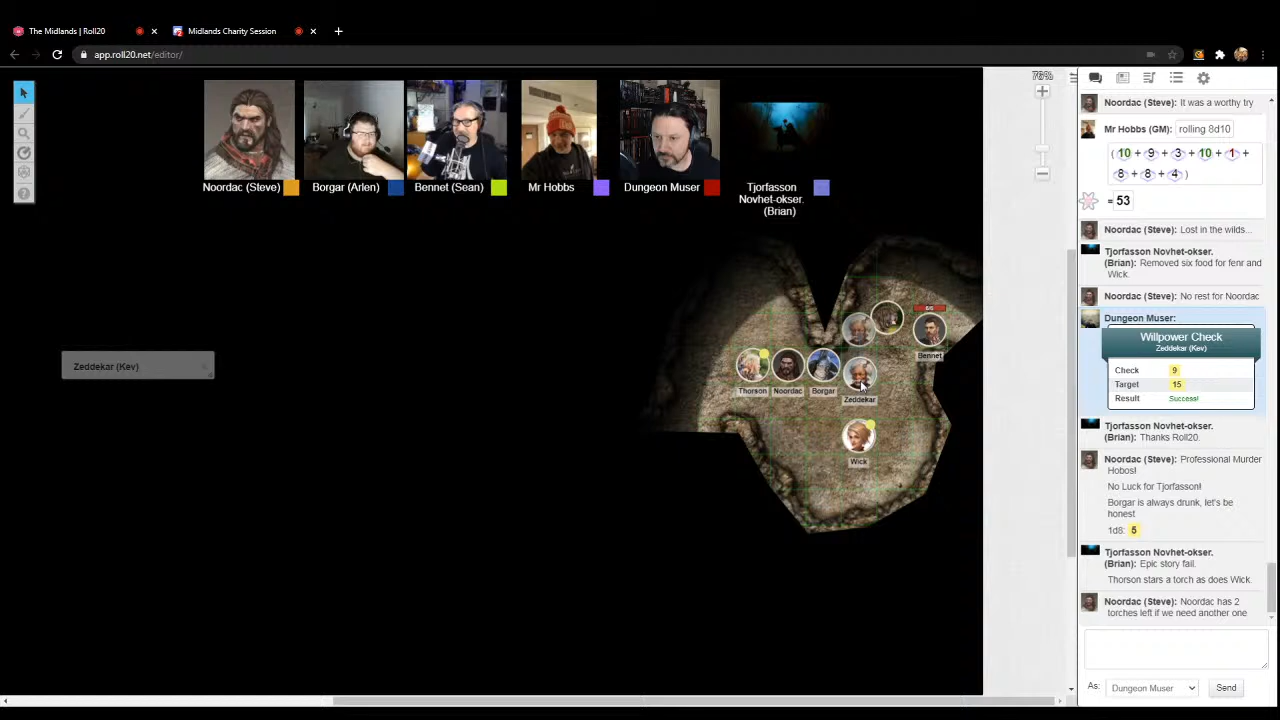 The Midlands | Roll20
Midlands Charity Session
app.roll20.net/editor/
Noordac (Steve)
Borgar (Arlen)
Bennet (Sean)
Mr Hobbs
Dungeon Muser
Tjorfasson
Novhet-okser.
(Brian)
76%
Zeddekar (Kev)
6/6
Bennet
Thorson
Noordac
Borgar
Zeddekar
Wick
Noordac (Steve): It was a worthy try
Mr Hobbs (GM): rolling 8d10
( 10 + 9 + 3 + 10 + 1 +
8 + 8 + 4 )
= 53
Noordac (Steve): Lost in the wilds...
Tjorfasson Novhet-okser.
(Brian): Removed six food for fenr and
Wick.
Noordac (Steve): No rest for Noordac
Dungeon Muser:
Willpower Check
Zeddekar (Kev)
Check 9
Target 15
Result Success!
Tjorfasson Novhet-okser.
(Brian): Thanks Roll20.
Noordac (Steve): Professional Murder
Hobos!
No Luck for Tjorfasson!
Borgar is always drunk, let's be
honest
1d8: 5
Tjorfasson Novhet-okser.
(Brian): Epic story fail.
Thorson stars a torch as does Wick.
Noordac (Steve): Noordac has 2
torches left if we need another one
As: Dungeon Muser Send